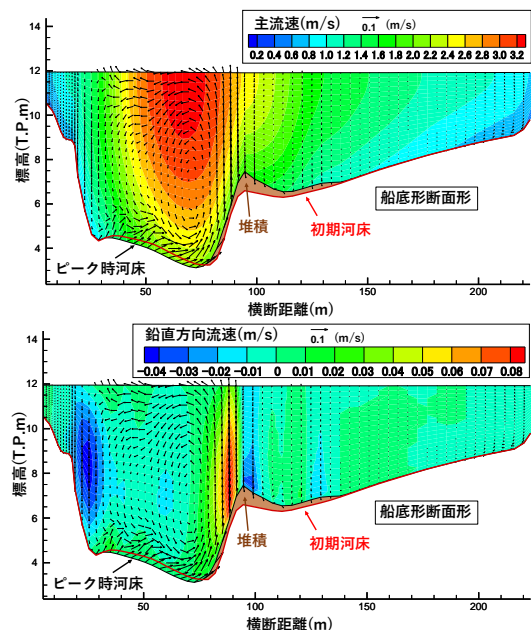 主流速(m/s) 0.1 (m/s)
0.2 0.4 0.6 0.8 1.0 1.2 1.4 1.6 1.8 2.0 2.2 2.4 2.6 2.8 3.0 3.2
14
12
10
8
6
4
標高(T.P.m)
船底形断面形
堆積
初期河床
ピーク時河床
50 100 150 200
横断距離(m)
鉛直方向流速(m/s) 0.1 (m/s)
−0.04 −0.03 −0.02 −0.01 0 0.01 0.02 0.03 0.04 0.05 0.06 0.07 0.08
14
12
10
8
6
4
標高(T.P.m)
船底形断面形
堆積
初期河床
ピーク時河床
50 100 150 200
横断距離(m)